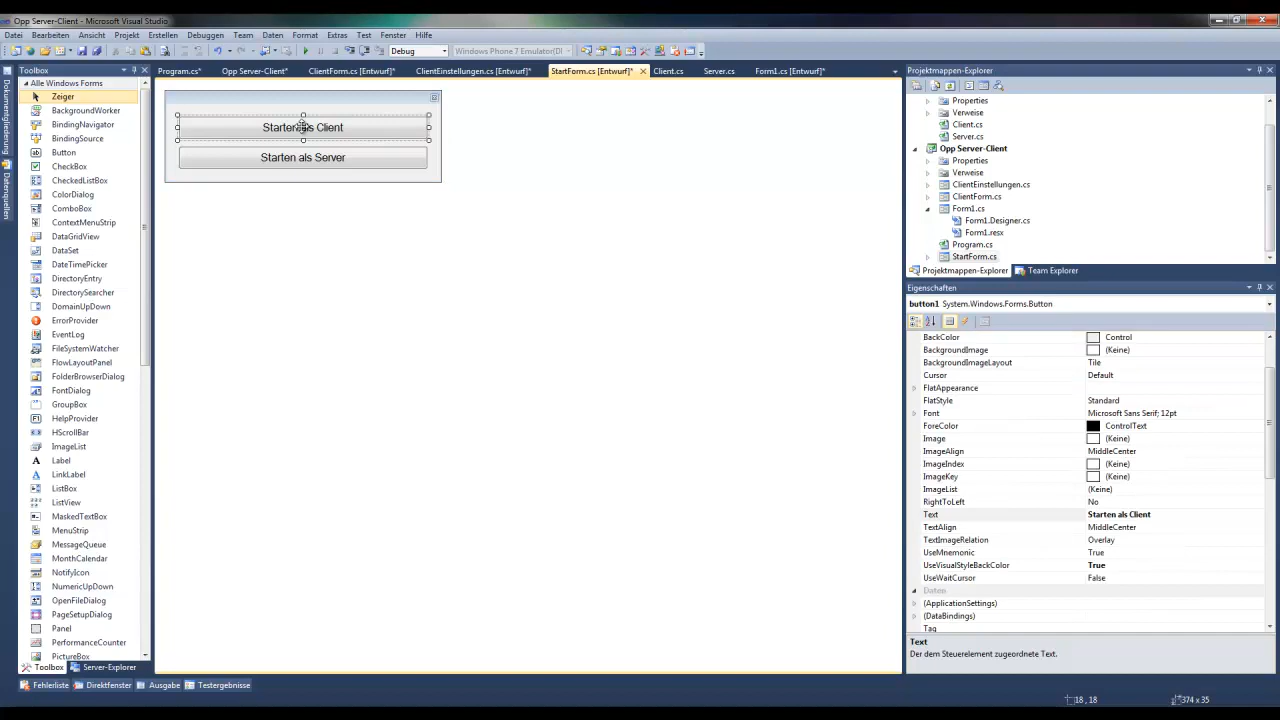 Opp Server-Client - Microsoft Visual Studio
Datei Bearbeiten Ansicht Projekt Erstellen Debuggen Team Daten Format Extras Test Fenster Hilfe
Debug Windows Phone 7 Emulator(D
Toolbox
Program.cs* Opp Server-Client* ClientForm.cs [Entwurf]* ClientEinstellungen.cs [Entwurf]* StartForm.cs [Entwurf]* Client.cs Server.cs Form1.cs [Entwurf]*
Dokumentgliederung
Datenquellen
Alle Windows Forms
Zeiger
BackgroundWorker
BindingNavigator
BindingSource
Button
CheckBox
CheckedListBox
ColorDialog
ComboBox
ContextMenuStrip
DataGridView
DataSet
DateTimePicker
DirectoryEntry
DirectorySearcher
DomainUpDown
ErrorProvider
EventLog
FileSystemWatcher
FlowLayoutPanel
FolderBrowserDialog
FontDialog
GroupBox
HelpProvider
HScrollBar
ImageList
Label
LinkLabel
ListBox
ListView
MaskedTextBox
MenuStrip
MessageQueue
MonthCalendar
NotifyIcon
NumericUpDown
OpenFileDialog
PageSetupDialog
Panel
PerformanceCounter
PictureBox
Toolbox Server-Explorer
Starten als Client
Starten als Server
Projektmappen-Explorer
Properties
Verweise
Client.cs
Server.cs
Opp Server-Client
Properties
Verweise
ClientEinstellungen.cs
ClientForm.cs
Form1.cs
Form1.Designer.cs
Form1.resx
Program.cs
StartForm.cs
Projektmappen-Explorer Team Explorer
Eigenschaften
button1 System.Windows.Forms.Button
BackColor Control
BackgroundImage (Keine)
BackgroundImageLayout Tile
Cursor Default
FlatAppearance
FlatStyle Standard
Font Microsoft Sans Serif; 12pt
ForeColor ControlText
Image (Keine)
ImageAlign MiddleCenter
ImageIndex (Keine)
ImageKey (Keine)
ImageList (Keine)
RightToLeft No
Text Starten als Client
TextAlign MiddleCenter
TextImageRelation Overlay
UseMnemonic True
UseVisualStyleBackColor True
UseWaitCursor False
Daten
(ApplicationSettings)
(DataBindings)
Tag
Text
Der dem Steuerelement zugeordnete Text.
Fehlerliste Direktfenster Ausgabe Testergebnisse
18 , 18 374 x 35